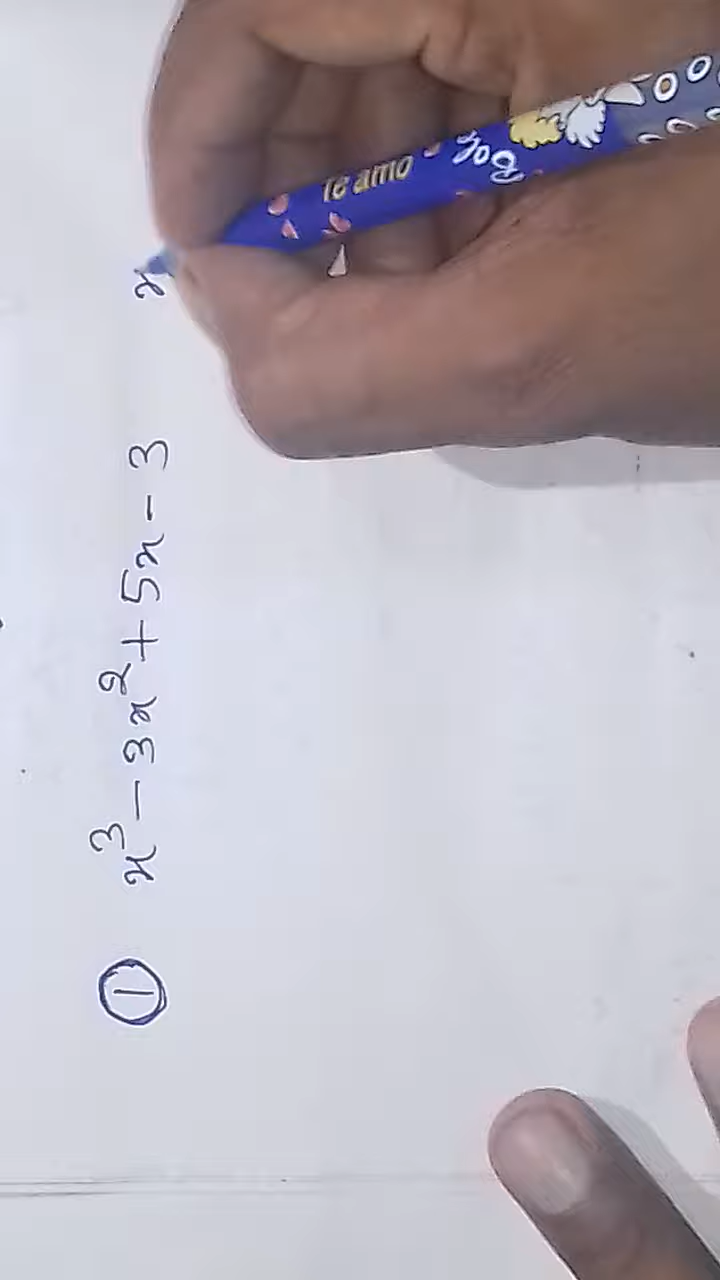 ① x³ - 3x² + 5x - 3 x
Te amo